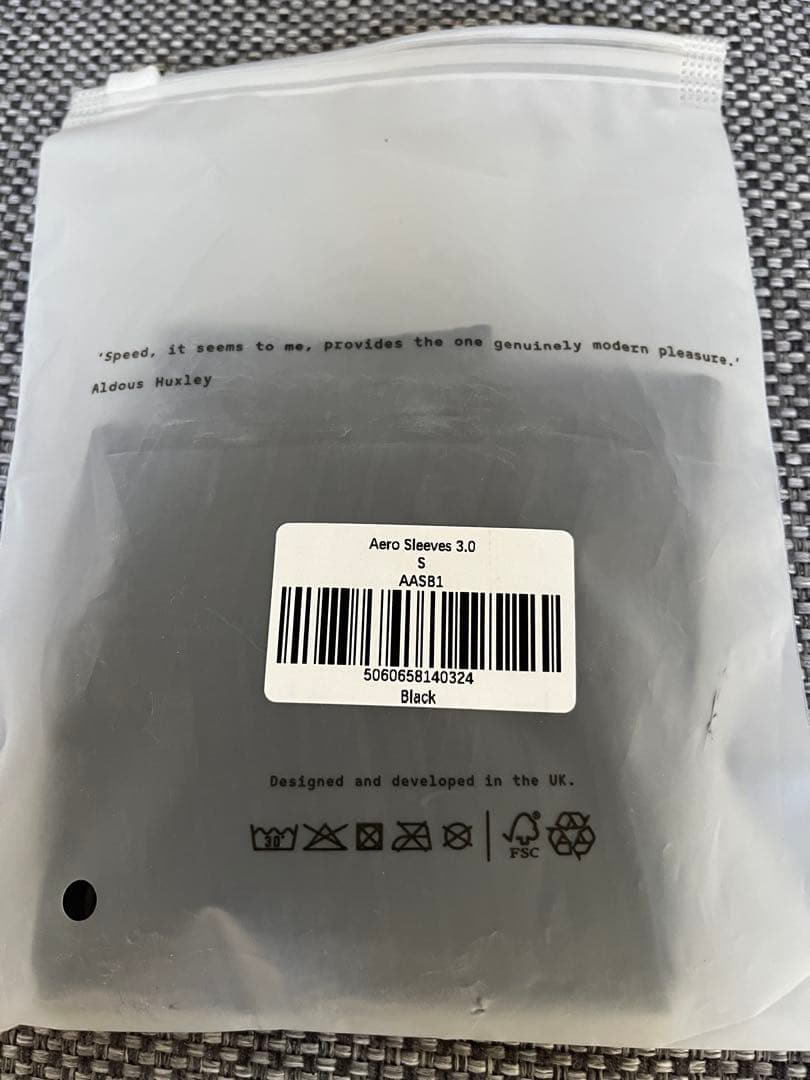 'Speed, it seems to me, provides the one genuinely modern pleasure.'
Aldous Huxley
Aero Sleeves 3.0
S
AASB1
5060658140324
Black
Designed and developed in the UK.
30°
FSC